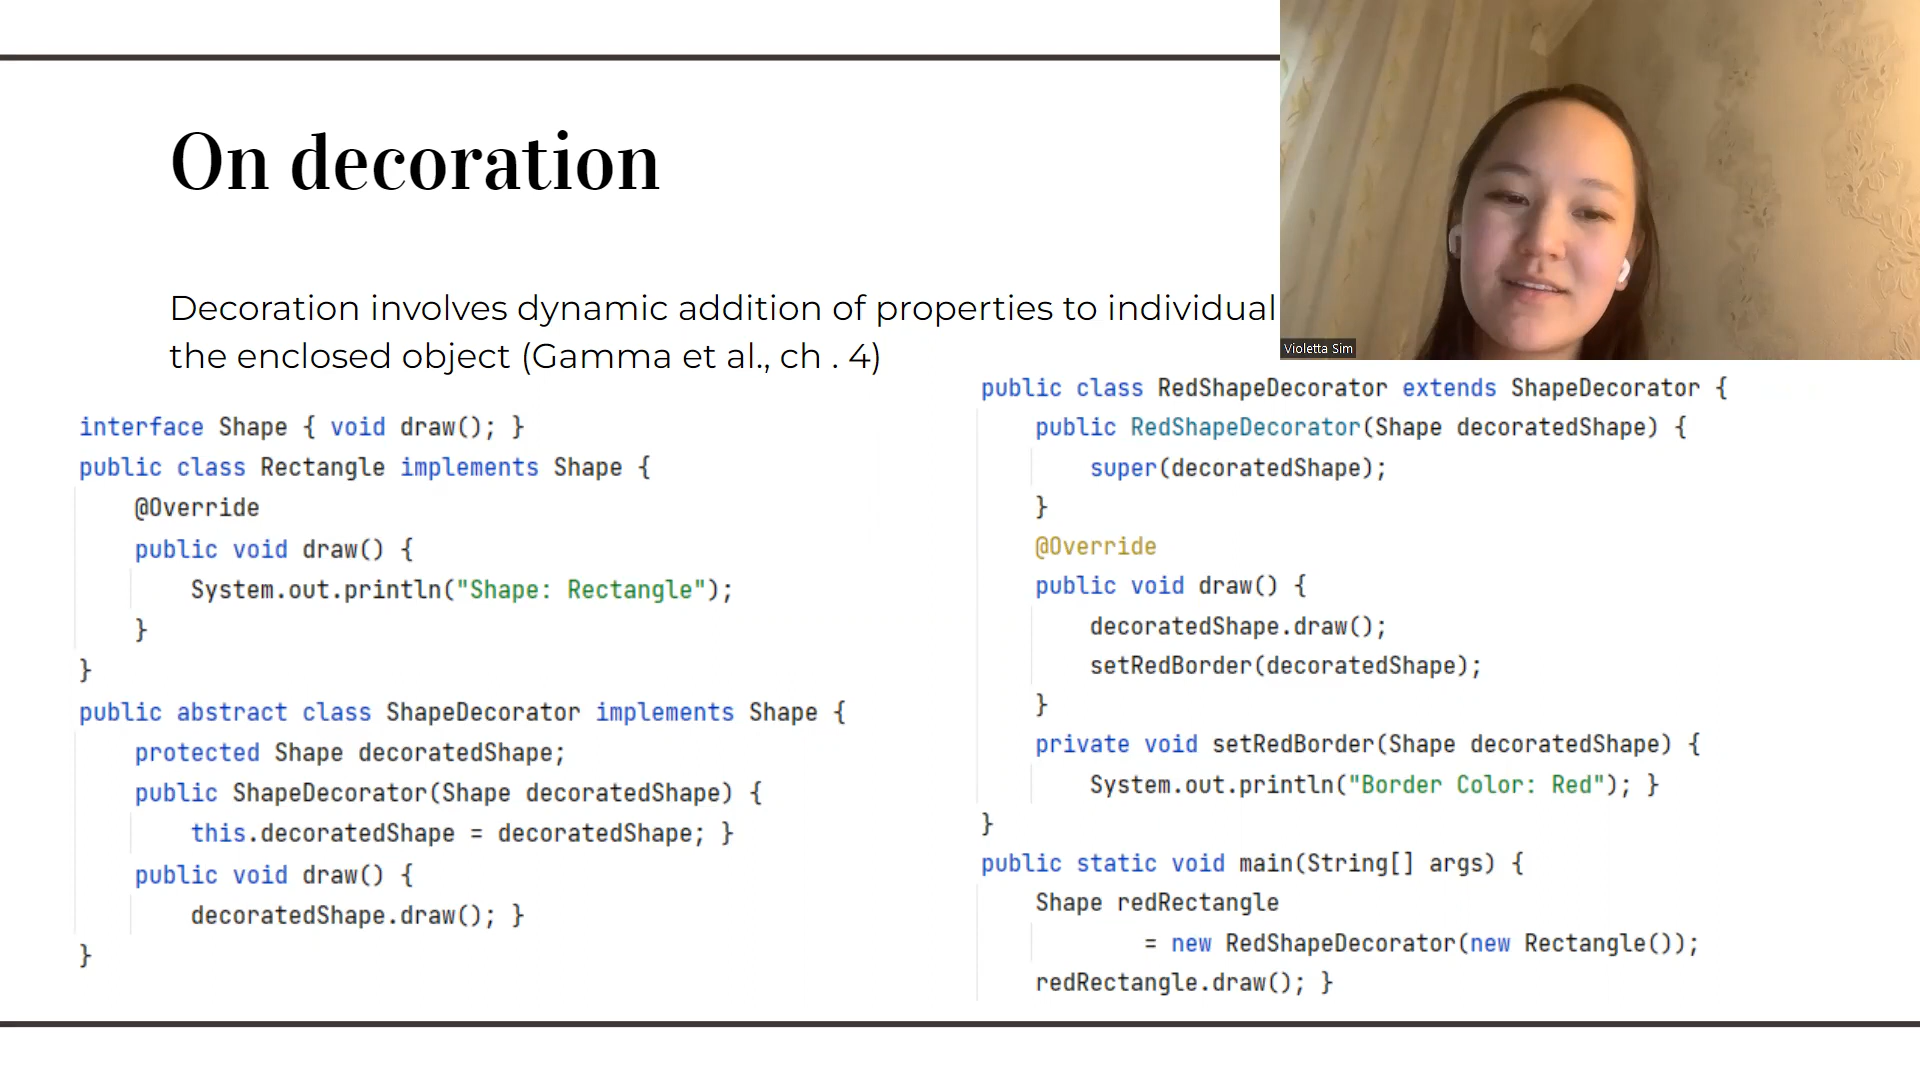 On decoration
Decoration involves dynamic addition of properties to individual
the enclosed object (Gamma et al., ch . 4)
interface Shape { void draw(); }
public class Rectangle implements Shape {
@Override
public void draw() {
System.out.println("Shape: Rectangle");
}
}
public abstract class ShapeDecorator implements Shape {
protected Shape decoratedShape;
public ShapeDecorator(Shape decoratedShape) {
this.decoratedShape = decoratedShape; }
public void draw() {
decoratedShape.draw(); }
}
public class RedShapeDecorator extends ShapeDecorator {
public RedShapeDecorator(Shape decoratedShape) {
super(decoratedShape);
}
@Override
public void draw() {
decoratedShape.draw();
setRedBorder(decoratedShape);
}
private void setRedBorder(Shape decoratedShape) {
System.out.println("Border Color: Red"); }
}
public static void main(String[] args) {
Shape redRectangle
= new RedShapeDecorator(new Rectangle());
redRectangle.draw(); }
Violetta Sim